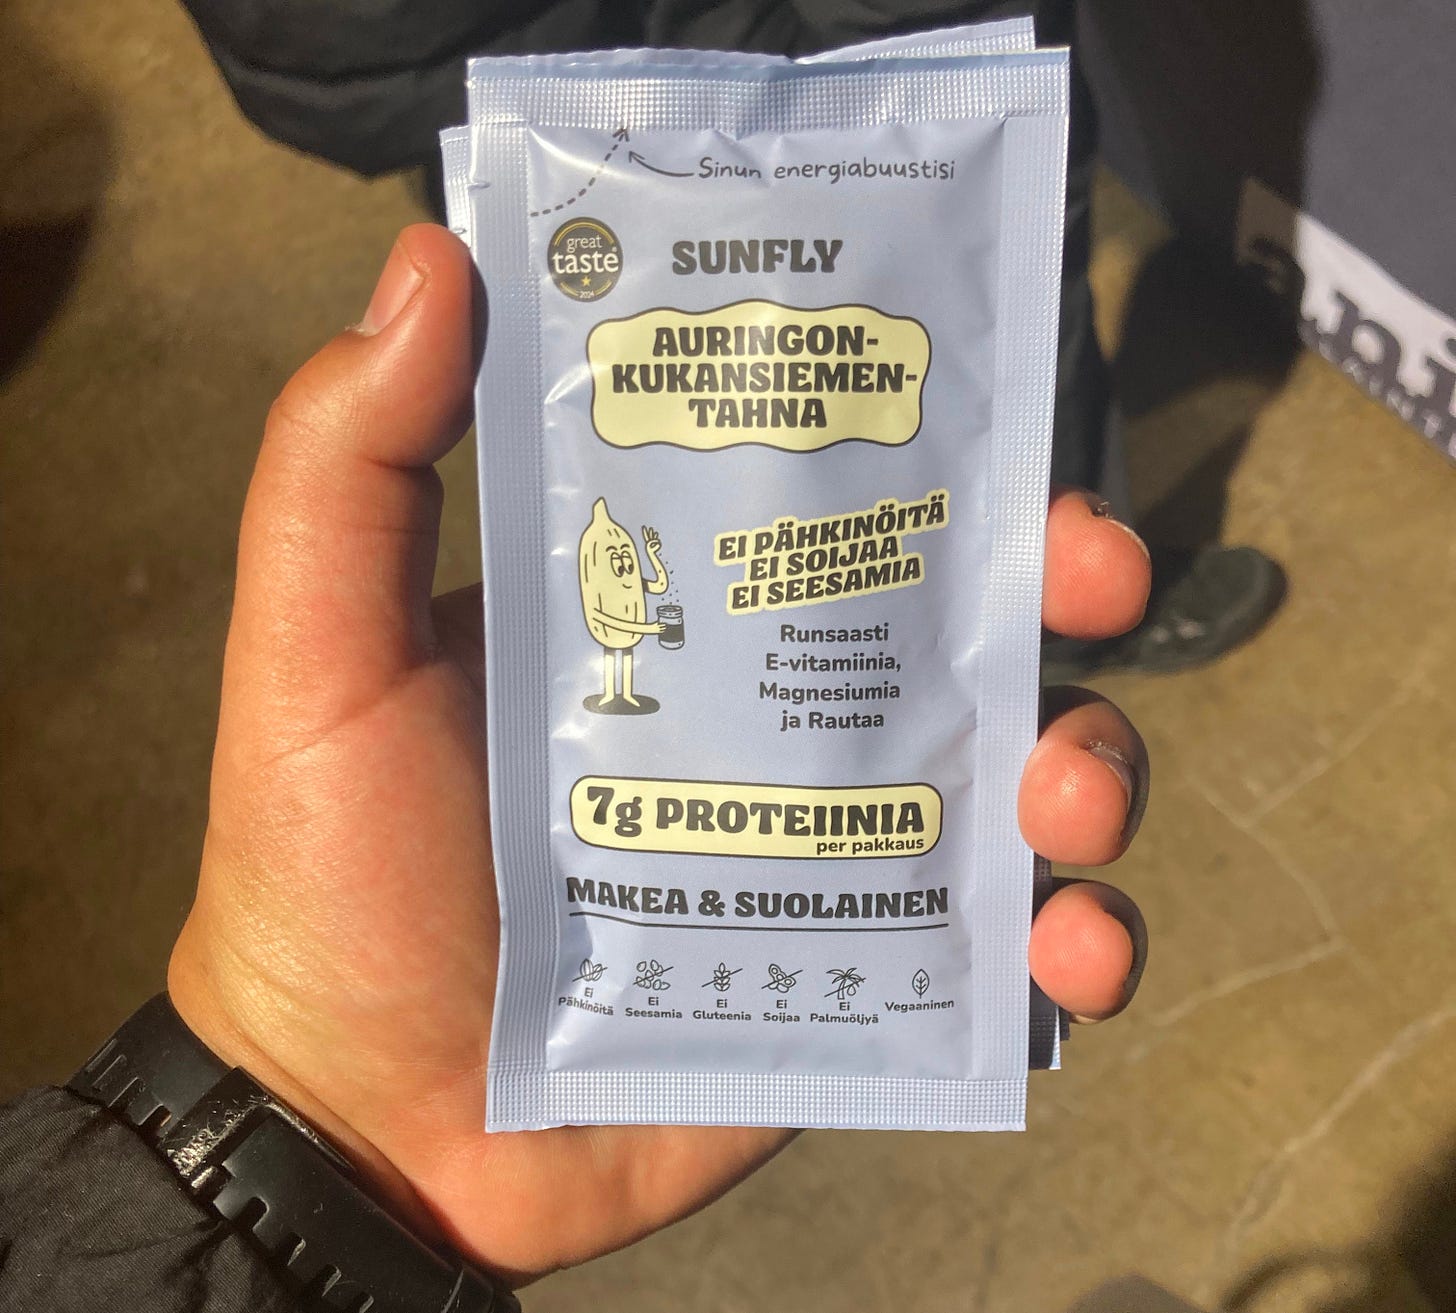 Sinun energiabuustisi
great
taste
2024
SUNFLY
AURINGON-
KUKANSIEMEN-
TAHNA
EI PÄHKINÖITÄ
EI SOIJAA
EI SEESAMIA
Runsaasti
E-vitamiinia,
Magnesiumia
ja Rautaa
7g PROTEIINIA
per pakkaus
MAKEA & SUOLAINEN
Ei
Pähkinöitä
Ei
Seesamia
Ei
Gluteenia
Ei
Soijaa
Ei
Palmuöljyä
Vegaaninen